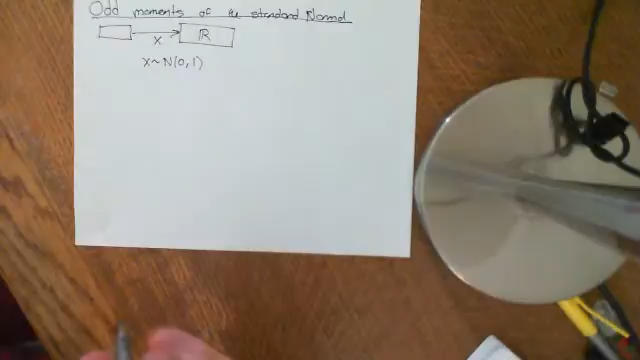 Odd moments of the standard Normal
X ℝ
X ~ N(0,1)